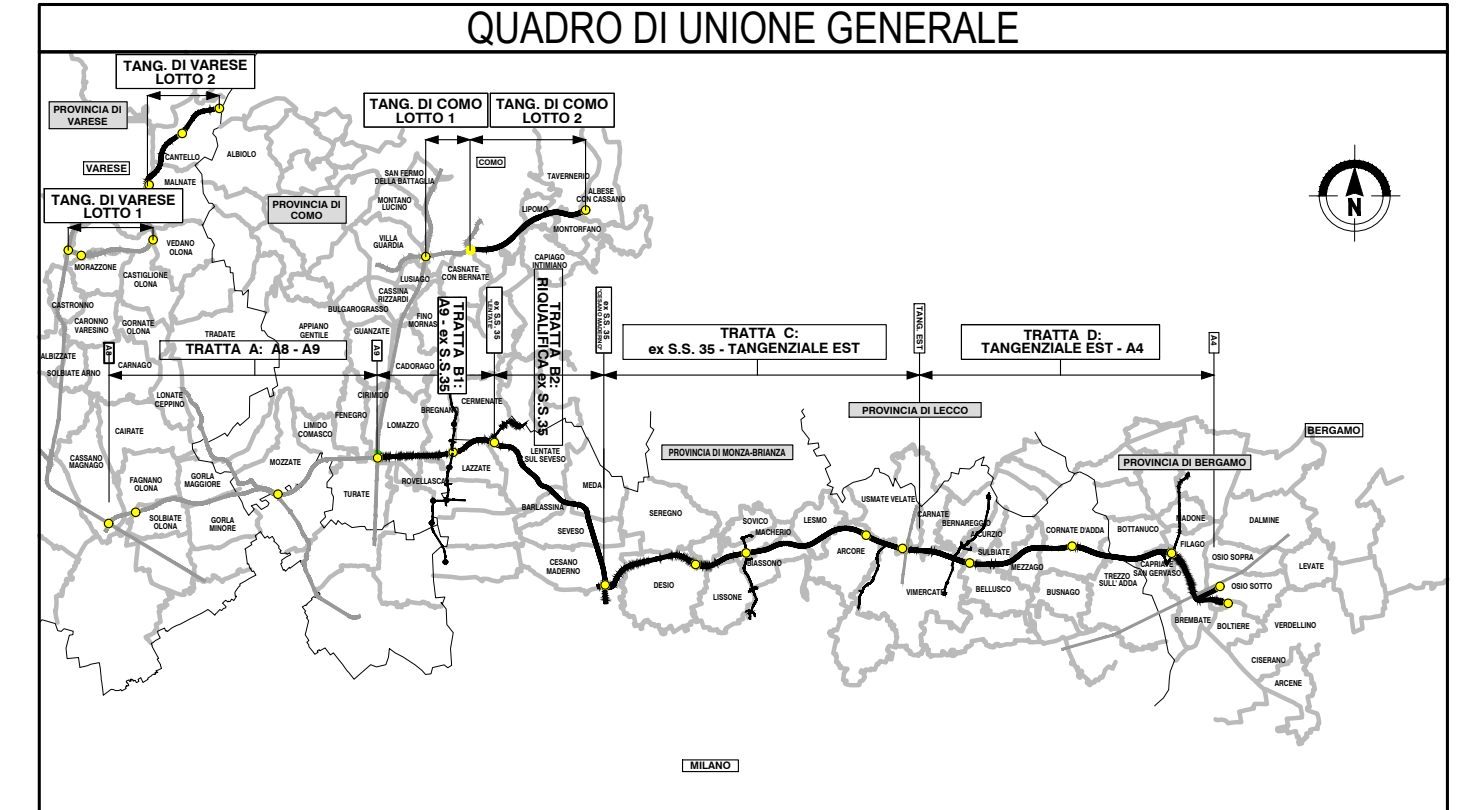 QUADRO DI UNIONE GENERALE
TANG. DI VARESE
LOTTO 2
PROVINCIA DI
VARESE
VARESE
CANTELLO
ALBIOLO
MALNATE
TANG. DI VARESE
LOTTO 1
VEDANO
OLONA
MORAZZONE
CASTIGLIONE
OLONA
CASTRONNO
CARONNO
VARESINO
GORNATE
OLONA
ALBIZZATE
SOLBIATE ARNO
CARNAGO
TRADATE
TANG. DI COMO
LOTTO 1
TANG. DI COMO
LOTTO 2
COMO
SAN FERMO
DELLA BATTAGLIA
PROVINCIA DI
COMO
MONTANO
LUCINO
VILLA
GUARDIA
TAVERNERIO
ALBESE
CON CASSANO
LIPOMO
MONTORFANO
CAPIAGO
INTIMIANO
LUSIAGO
CASNATE
CON BERNATE
CASSINA
RIZZARDI
BULGAROGRASSO
FINO
MORNAS
APPIANO
GENTILE
GUANZATE
N
A8
TRATTA A: A8 - A9
A9
TRATTA B1:
A9 - ex S.S.35
ex S.S. 35
"LENTATE"
TRATTA B2:
RIQUALIFICA ex S.S.35
ex S.S. 35
"CESANO MADERNO"
TRATTA C:
ex S.S. 35 - TANGENZIALE EST
TANG. EST
TRATTA D:
TANGENZIALE EST - A4
A4
CADORAGO
CIRIMIDO
FENEGRO
LOMAZZO
BREGNANO
CERMENATE
LONATE
CEPPINO
LIMIDO
COMASCO
CAIRATE
CASSANO
MAGNAGO
MOZZATE
FAGNANO
OLONA
GORLA
MAGGIORE
SOLBIATE
OLONA
GORLA
MINORE
TURATE
ROVELLASCA
LAZZATE
LENTATE
SUL SEVESO
MEDA
BARLASSINA
SEVESO
CESANO
MADERNO
PROVINCIA DI LECCO
PROVINCIA DI MONZA-BRIANZA
BERGAMO
PROVINCIA DI BERGAMO
SEREGNO
DESIO
LISSONE
SOVICO
MACHERIO
BIASSONO
LESMO
ARCORE
USMATE VELATE
CARNATE
BERNAREGGIO
AICURZIO
SULBIATE
MEZZAGO
VIMERCATE
BELLUSCO
BUSNAGO
CORNATE D'ADDA
BOTTANUCO
TREZZO
SULL' ADDA
MADONE
FILAGO
CAPRIATE
SAN GERVASO
DALMINE
OSIO SOPRA
LEVATE
OSIO SOTTO
BREMBATE
BOLTIERE
VERDELLINO
CISERANO
ARCENE
MILANO